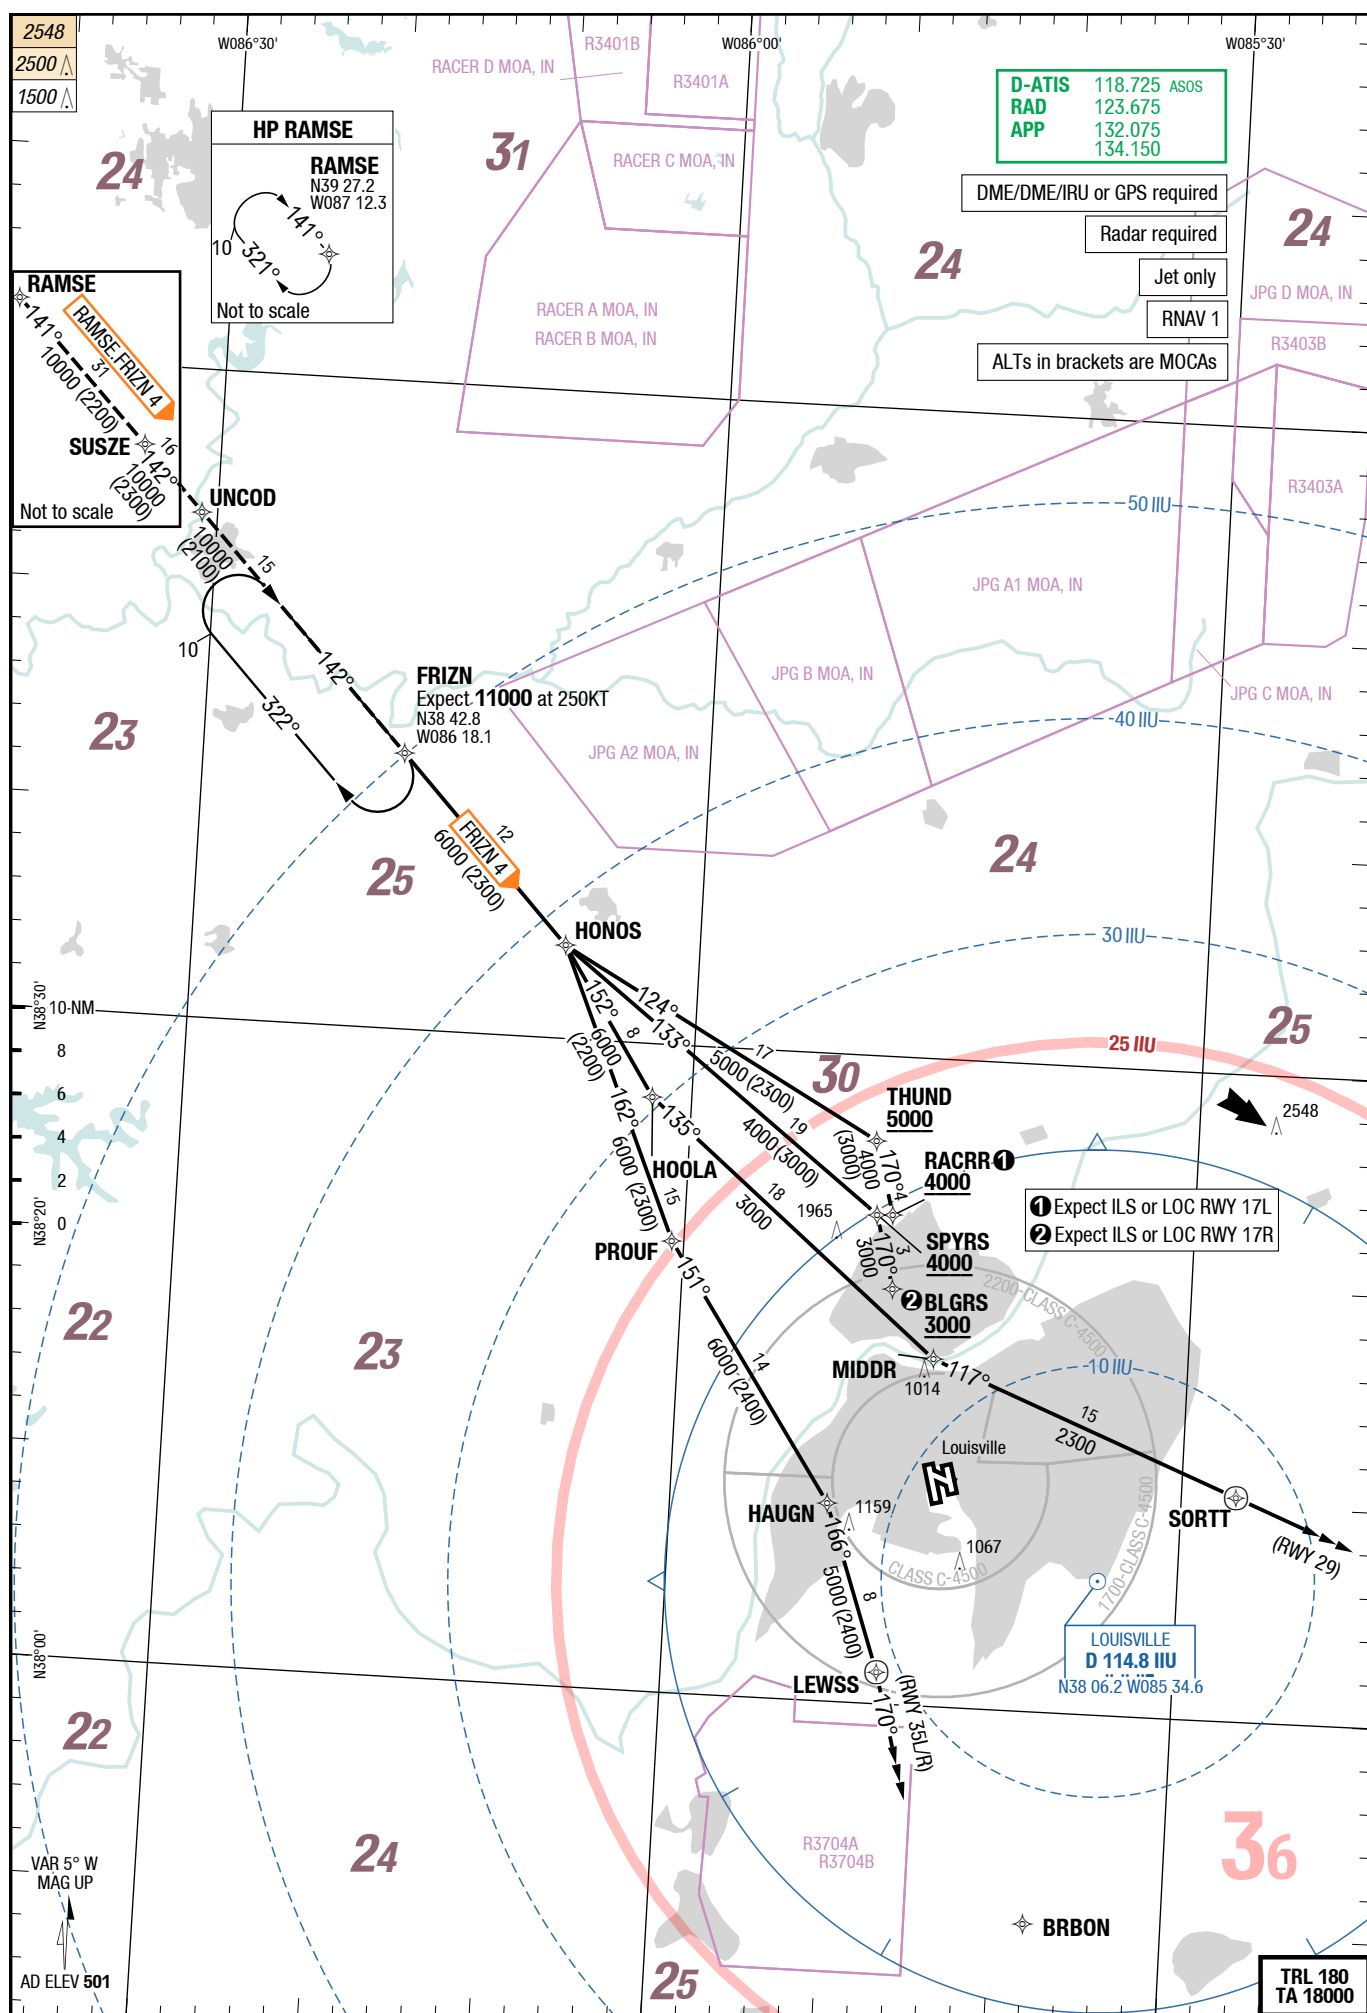 2548
2500
1500
W086°30'
W086°00'
W085°30'
R3401B
RACER D MOA, IN
R3401A
D-ATIS 118.725 ASOS
RAD 123.675
APP 132.075
134.150
HP RAMSE
RAMSE
N39 27.2
W087 12.3
141°
10
321°
Not to scale
24
31
RACER C MOA, IN
DME/DME/IRU or GPS required
Radar required
Jet only
RNAV 1
ALTs in brackets are MOCAs
24
24
JPG D MOA, IN
R3403B
R3403A
RACER A MOA, IN
RACER B MOA, IN
RAMSE
141°
RAMSE.FRIZN 4
31
10000 (2200)
SUSZE
16
142°
10000
(2300)
Not to scale
UNCOD
10000
(2100)
15
50 IIU
JPG A1 MOA, IN
10
142°
322°
FRIZN
Expect 11000 at 250KT
N38 42.8
W086 18.1
JPG B MOA, IN
JPG C MOA, IN
40 IIU
23
JPG A2 MOA, IN
12
FRIZN 4
6000 (2300)
25
24
HONOS
30 IIU
N38°30'
10 NM
8
6
4
2
0
N38°20'
152°
8
6000
(2200)
124°
133°
17
5000 (2300)
30
25 IIU
25
2548
THUND
5000
162°
6000 (2300)
15
135°
HOOLA
19
4000 (3000)
18
3000
170°
4
4000
(3000)
RACRR 1
4000
1965
1 Expect ILS or LOC RWY 17L
2 Expect ILS or LOC RWY 17R
PROUF
3
170°
3000
SPYRS
4000
2 BLGRS
3000
2200-CLASS C-4500
22
23
151°
14
6000 (2400)
MIDDR
1014
117°
10 IIU
15
2300
Louisville
HAUGN
1159
1067
CLASS C-4500
1700-CLASS C-4500
SORTT
(RWY 29)
166°
8
5000 (2400)
N38°00'
LOUISVILLE
D 114.8 IIU
N38 06.2 W085 34.6
LEWSS
170°
(RWY 35L/R)
22
24
R3704A
R3704B
36
VAR 5° W
MAG UP
AD ELEV 501
BRBON
25
TRL 180
TA 18000